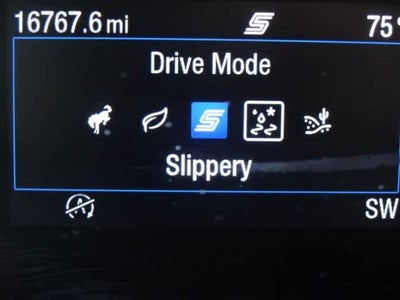 16767.6 mi S 75°
Drive Mode
S
Slippery
A
SW